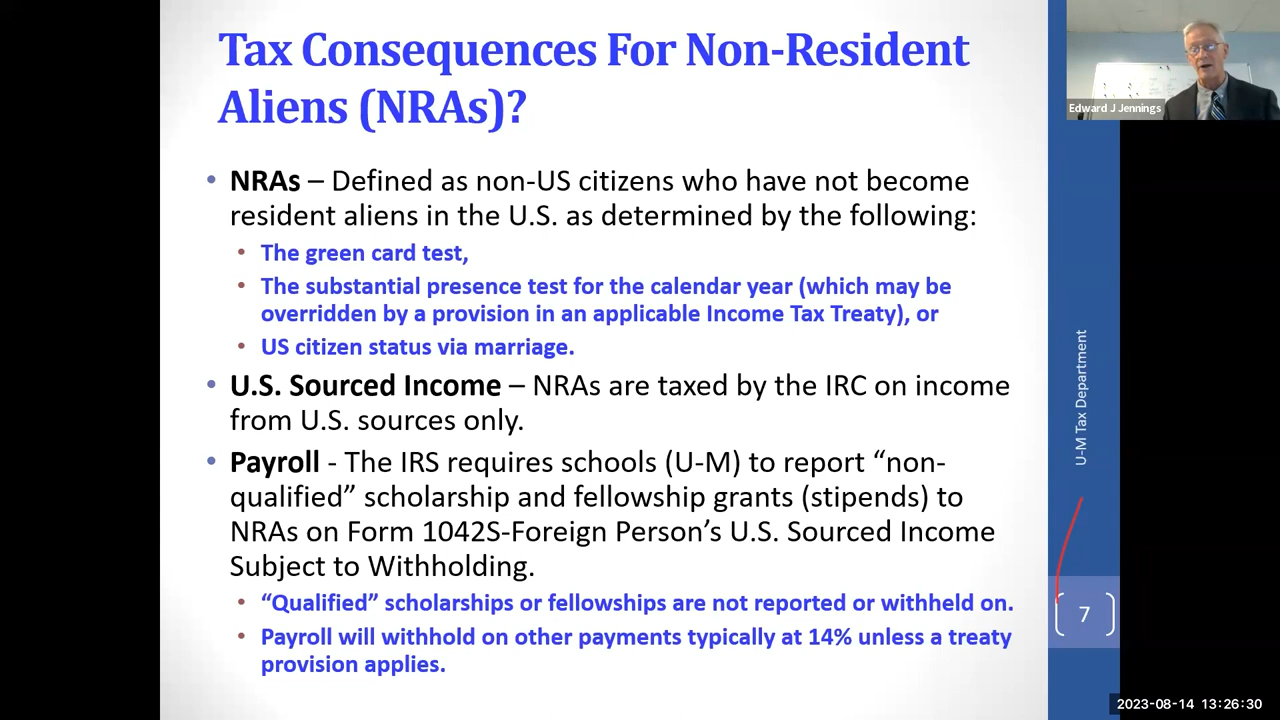 Tax Consequences For Non-Resident
Aliens (NRAs)?
• NRAs – Defined as non-US citizens who have not become
resident aliens in the U.S. as determined by the following:
• The green card test,
• The substantial presence test for the calendar year (which may be
overridden by a provision in an applicable Income Tax Treaty), or
• US citizen status via marriage.
• U.S. Sourced Income – NRAs are taxed by the IRC on income
from U.S. sources only.
• Payroll - The IRS requires schools (U-M) to report “non-
qualified” scholarship and fellowship grants (stipends) to
NRAs on Form 1042S-Foreign Person’s U.S. Sourced Income
Subject to Withholding.
• “Qualified” scholarships or fellowships are not reported or withheld on.
• Payroll will withhold on other payments typically at 14% unless a treaty
provision applies.
Edward J Jennings
U-M Tax Department
7
2023-08-14 13:26:30